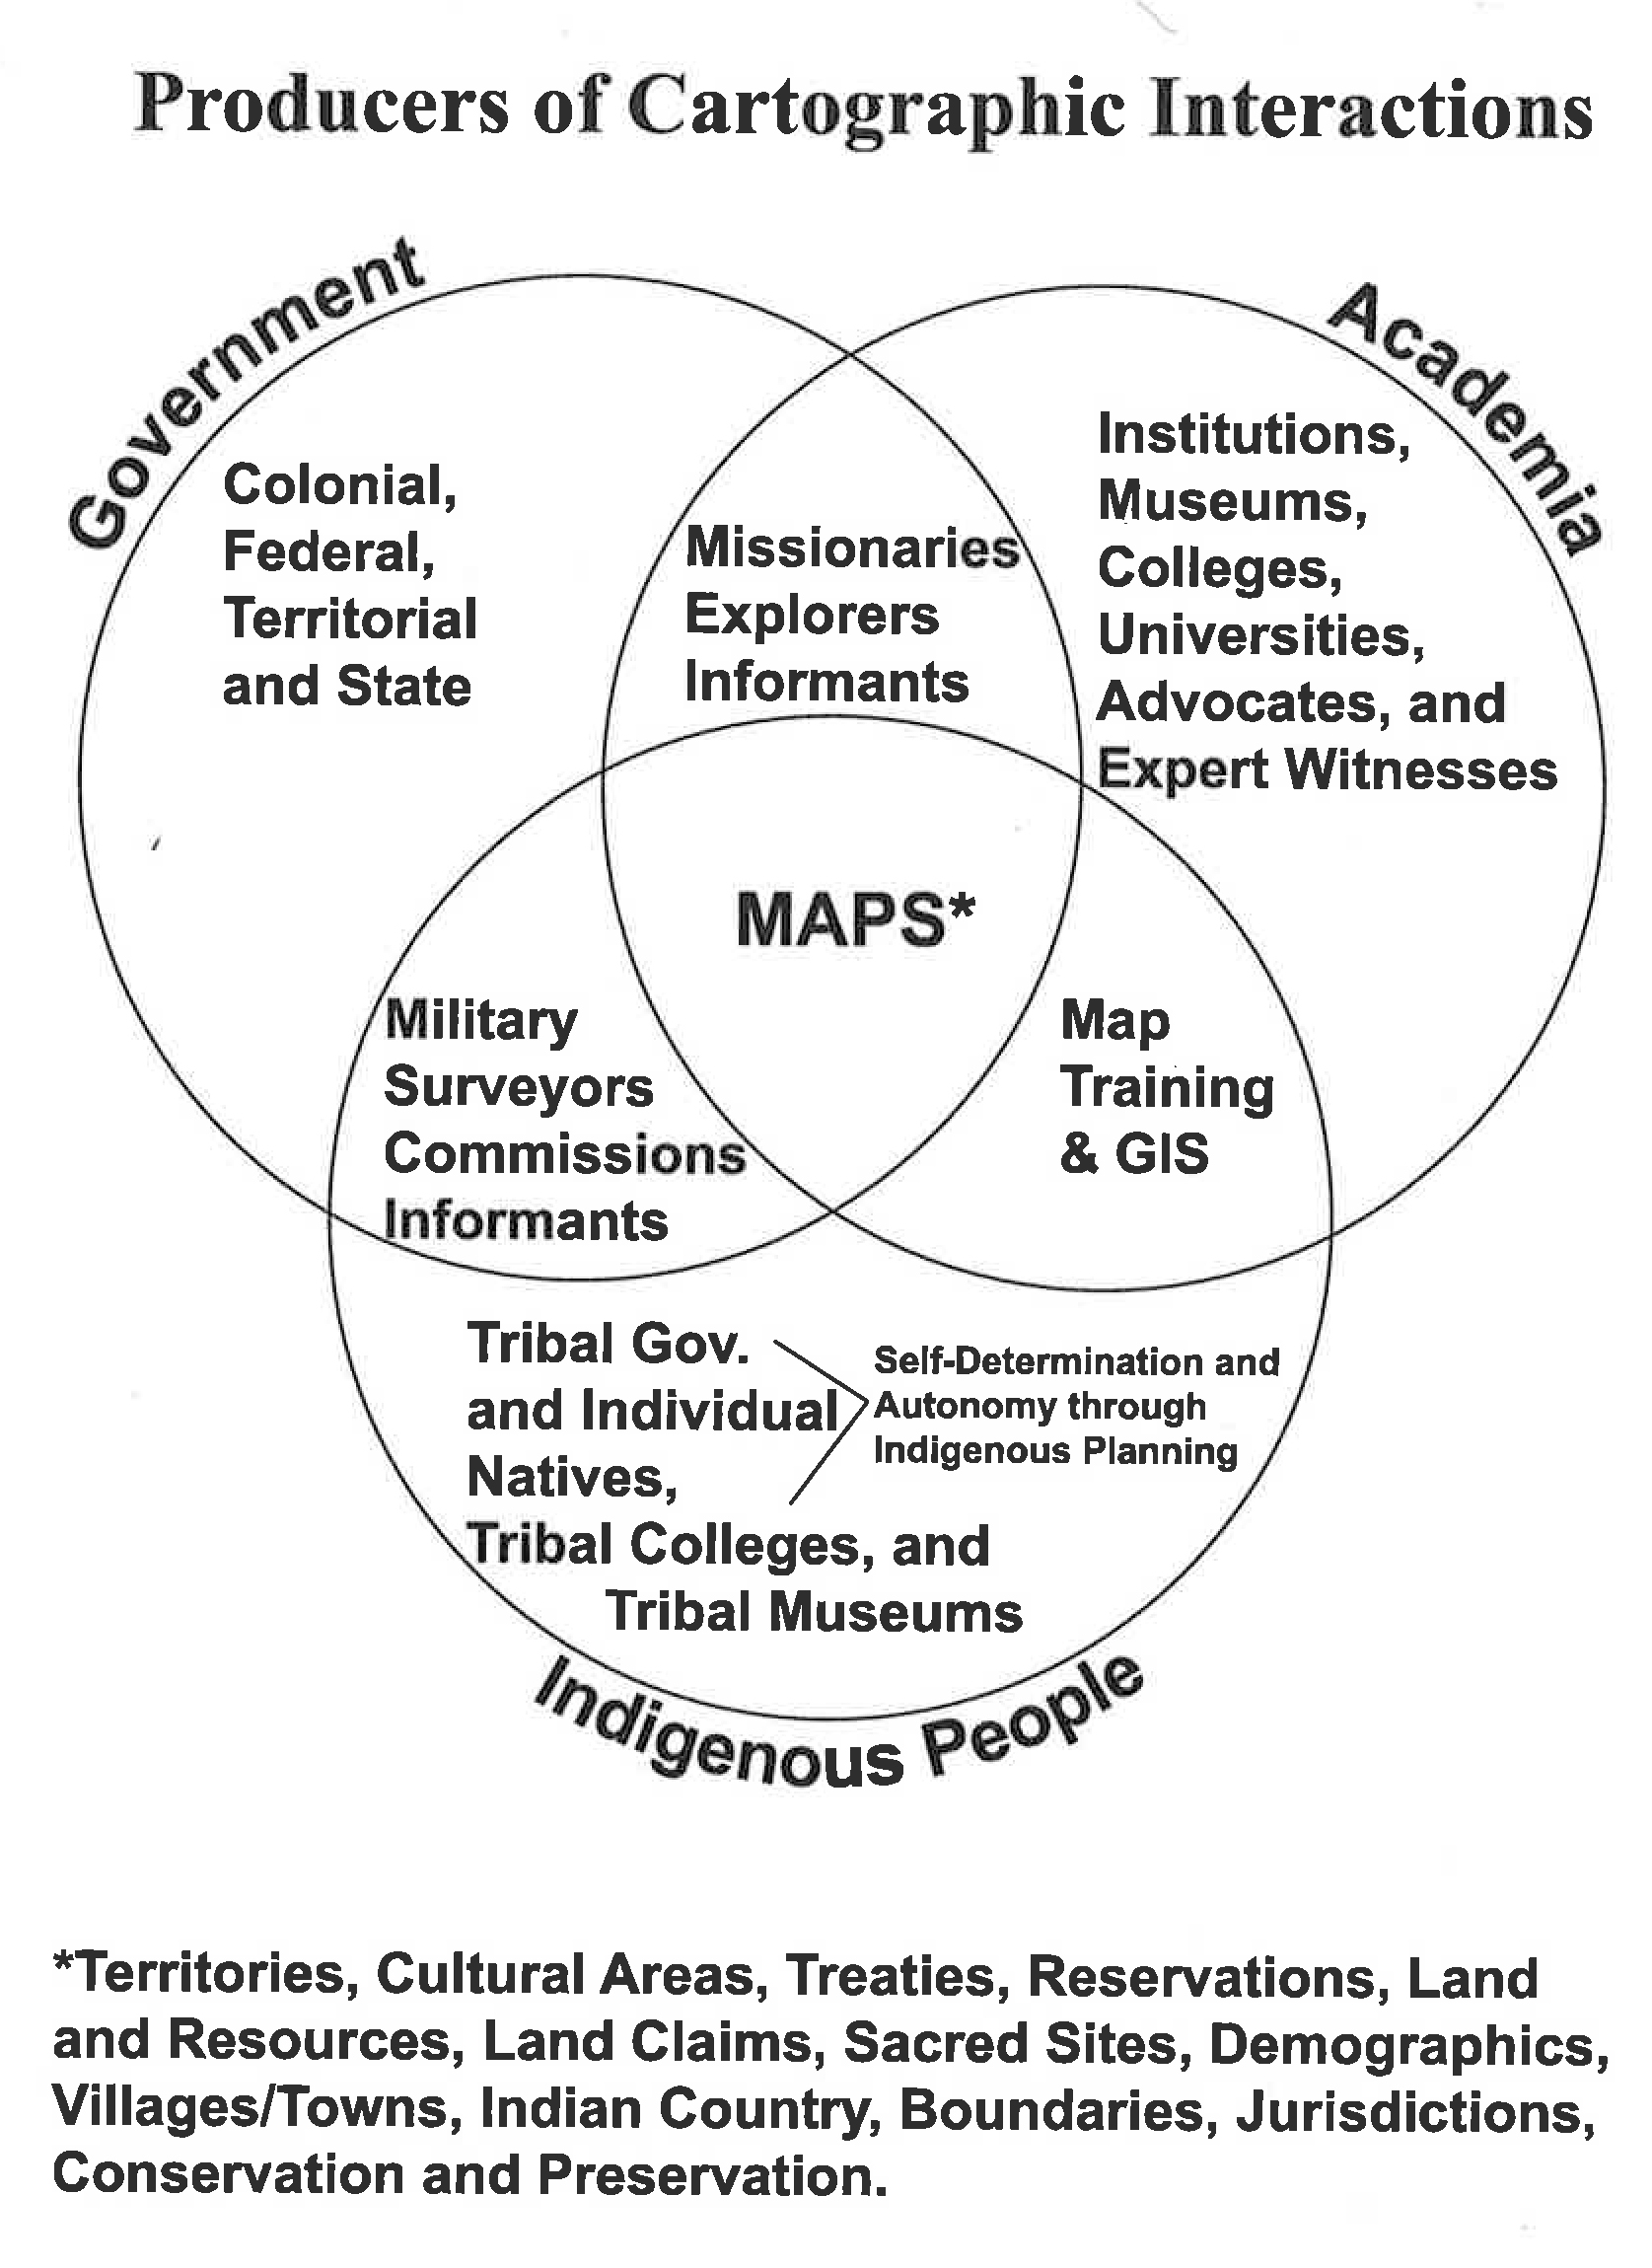 Producers of Cartographic Interactions
Government
Academia
Colonial,
Federal,
Territorial
and State
Missionaries
Explorers
Informants
Institutions,
Museums,
Colleges,
Universities,
Advocates, and
Expert Witnesses
MAPS*
Military
Surveyors
Commissions
Informants
Map
Training
& GIS
Tribal Gov.
and Individual
Natives,
Tribal Colleges, and
Tribal Museums
Self-Determination and
Autonomy through
Indigenous Planning
Indigenous People
*Territories, Cultural Areas, Treaties, Reservations, Land
and Resources, Land Claims, Sacred Sites, Demographics,
Villages/Towns, Indian Country, Boundaries, Jurisdictions,
Conservation and Preservation.